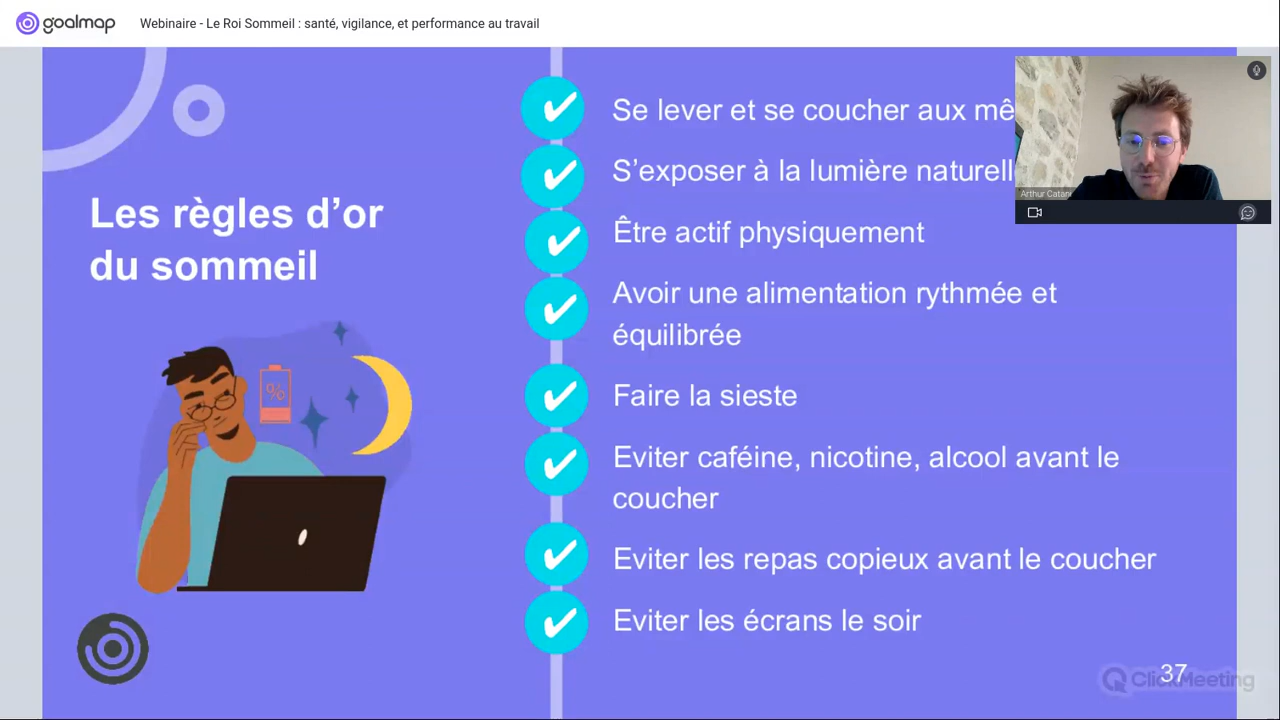 goalmap
Webinaire - Le Roi Sommeil : santé, vigilance, et performance au travail
Les règles d’or
du sommeil
%
Se lever et se coucher aux
S’exposer à la lumière
Être actif physiquement
Avoir une alimentation rythmée et
équilibrée
Faire la sieste
Eviter caféine, nicotine, alcool avant le
coucher
Eviter les repas copieux avant le coucher
Eviter les écrans le soir
Arthur
37
ClickMeeting